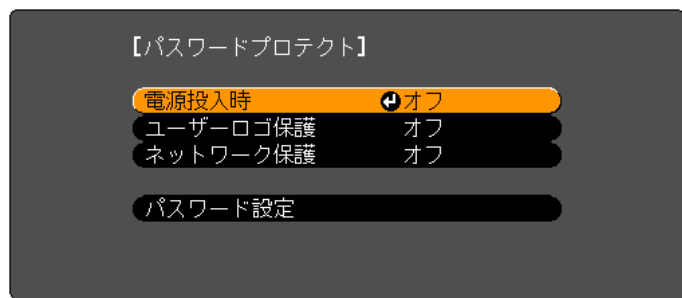 【パスワードプロテクト】
電源投入時 オフ
ユーザーロゴ保護 オフ
ネットワーク保護 オフ
パスワード設定